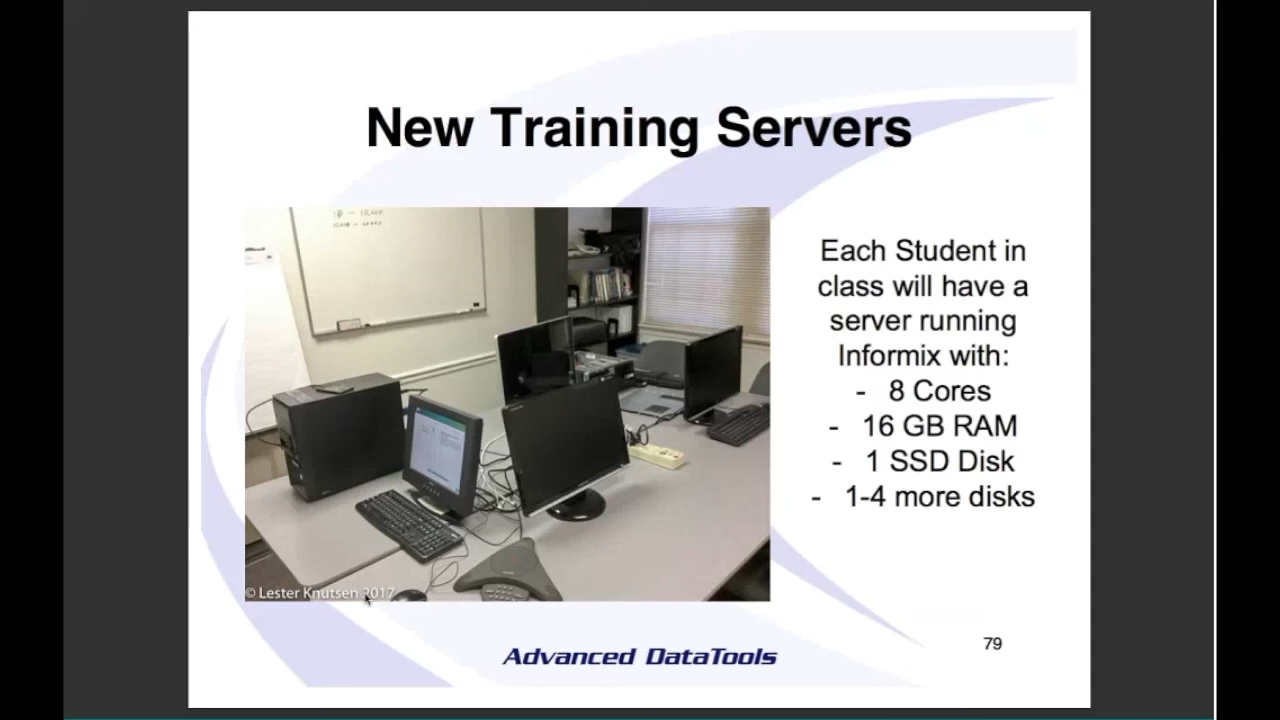 New Training Servers
Each Student in
class will have a
server running
Informix with:
- 8 Cores
- 16 GB RAM
- 1 SSD Disk
- 1-4 more disks
© Lester Knutsen 2017
Advanced DataTools
79